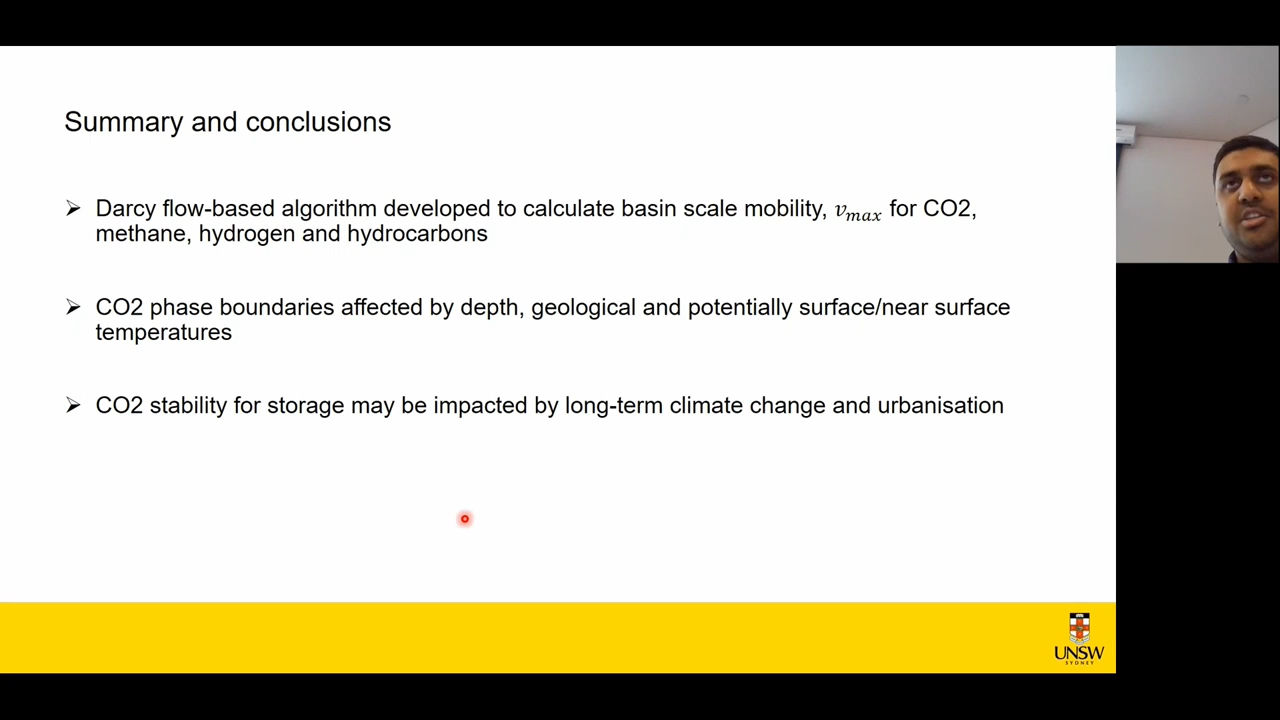 Summary and conclusions
➢ Darcy flow-based algorithm developed to calculate basin scale mobility, 𝑣𝑚𝑎𝑥 for CO2,
methane, hydrogen and hydrocarbons
➢ CO2 phase boundaries affected by depth, geological and potentially surface/near surface
temperatures
➢ CO2 stability for storage may be impacted by long-term climate change and urbanisation
UNSW
SYDNEY